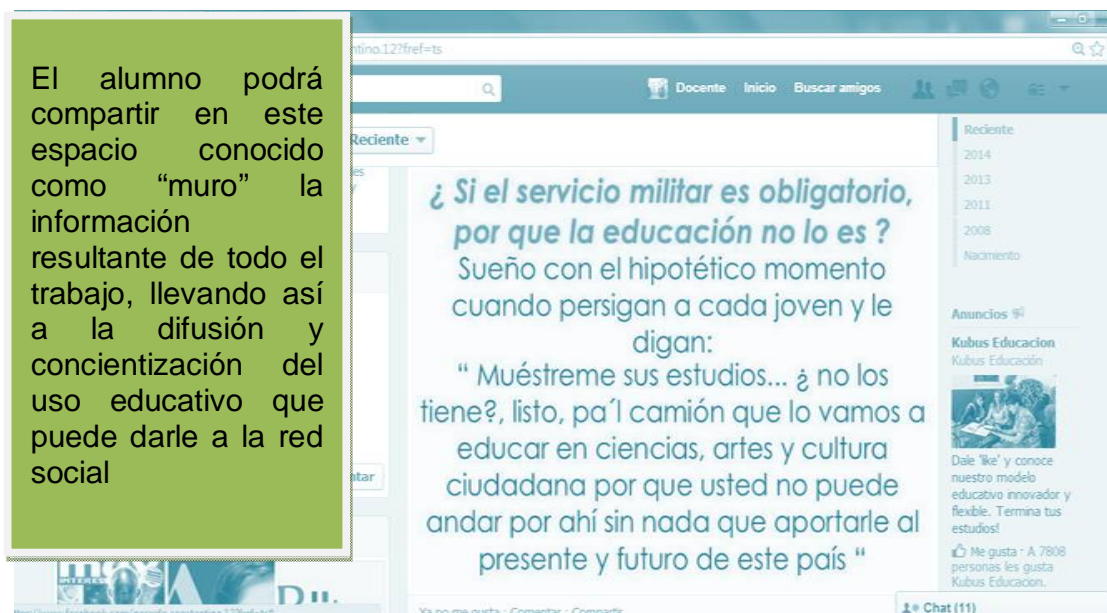 El alumno podrá
compartir en este
espacio conocido
como “muro” la
información
resultante de todo el
trabajo, llevando así
a la difusión y
concientización del
uso educativo que
puede darle a la red
social
tino.12?fref=ts
Docente Inicio Buscar amigos
Reciente
¿ Si el servicio militar es obligatorio,
por que la educación no lo es ?
Sueño con el hipotético momento
cuando persigan a cada joven y le
digan:
“ Muéstreme sus estudios... ¿ no los
tiene?, listo, pa´l camión que lo vamos a
educar en ciencias, artes y cultura
ciudadana por que usted no puede
andar por ahí sin nada que aportarle al
presente y futuro de este país “
Ya no me gusta · Comentar · Compartir
Reciente
2014
2013
2011
2008
Nacimiento
Anuncios
Kubus Educacion
Kubus Educación
Dale 'like' y conoce
nuestro modelo
educativo innovador y
flexible. Termina tus
estudios!
Me gusta · A 7808
personas les gusta
Kubus Educacion.
Chat (11)